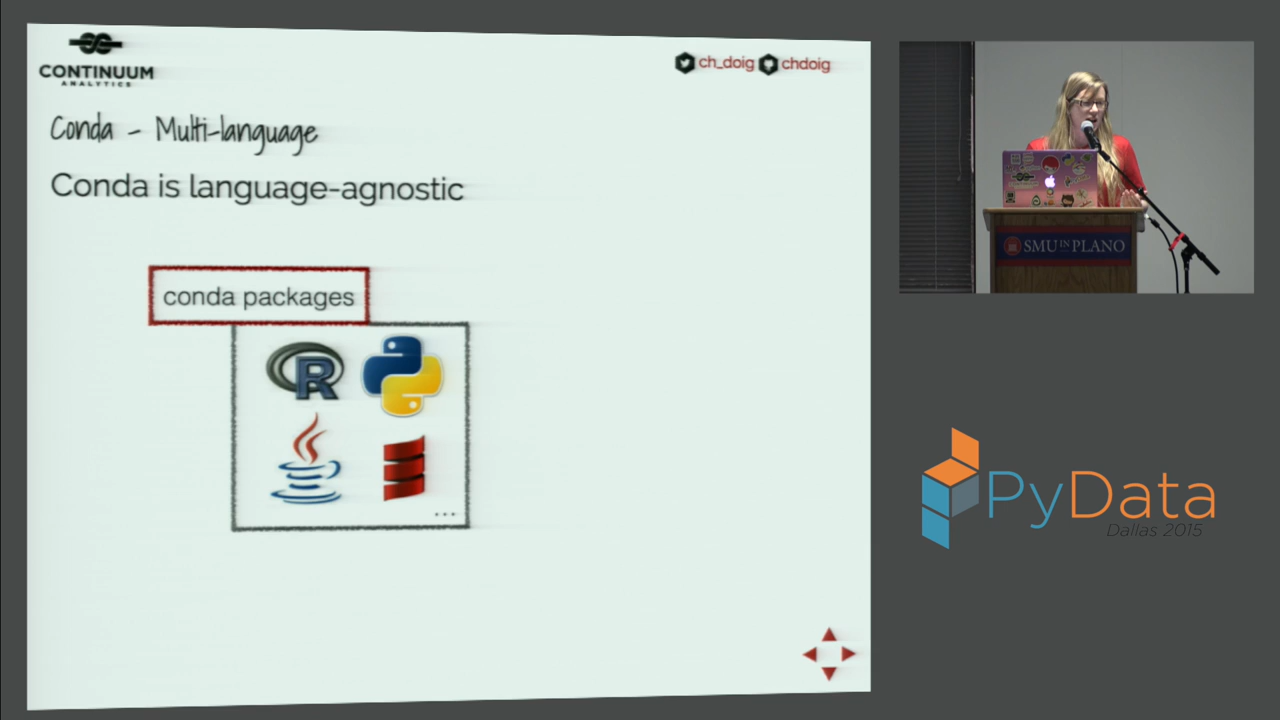 CONTINUUM
ANALYTICS
ch_doig chdoig
Conda - Multi-language
Conda is language-agnostic
conda packages
R
...
SMU IN PLANO
PyData
Dallas 2015